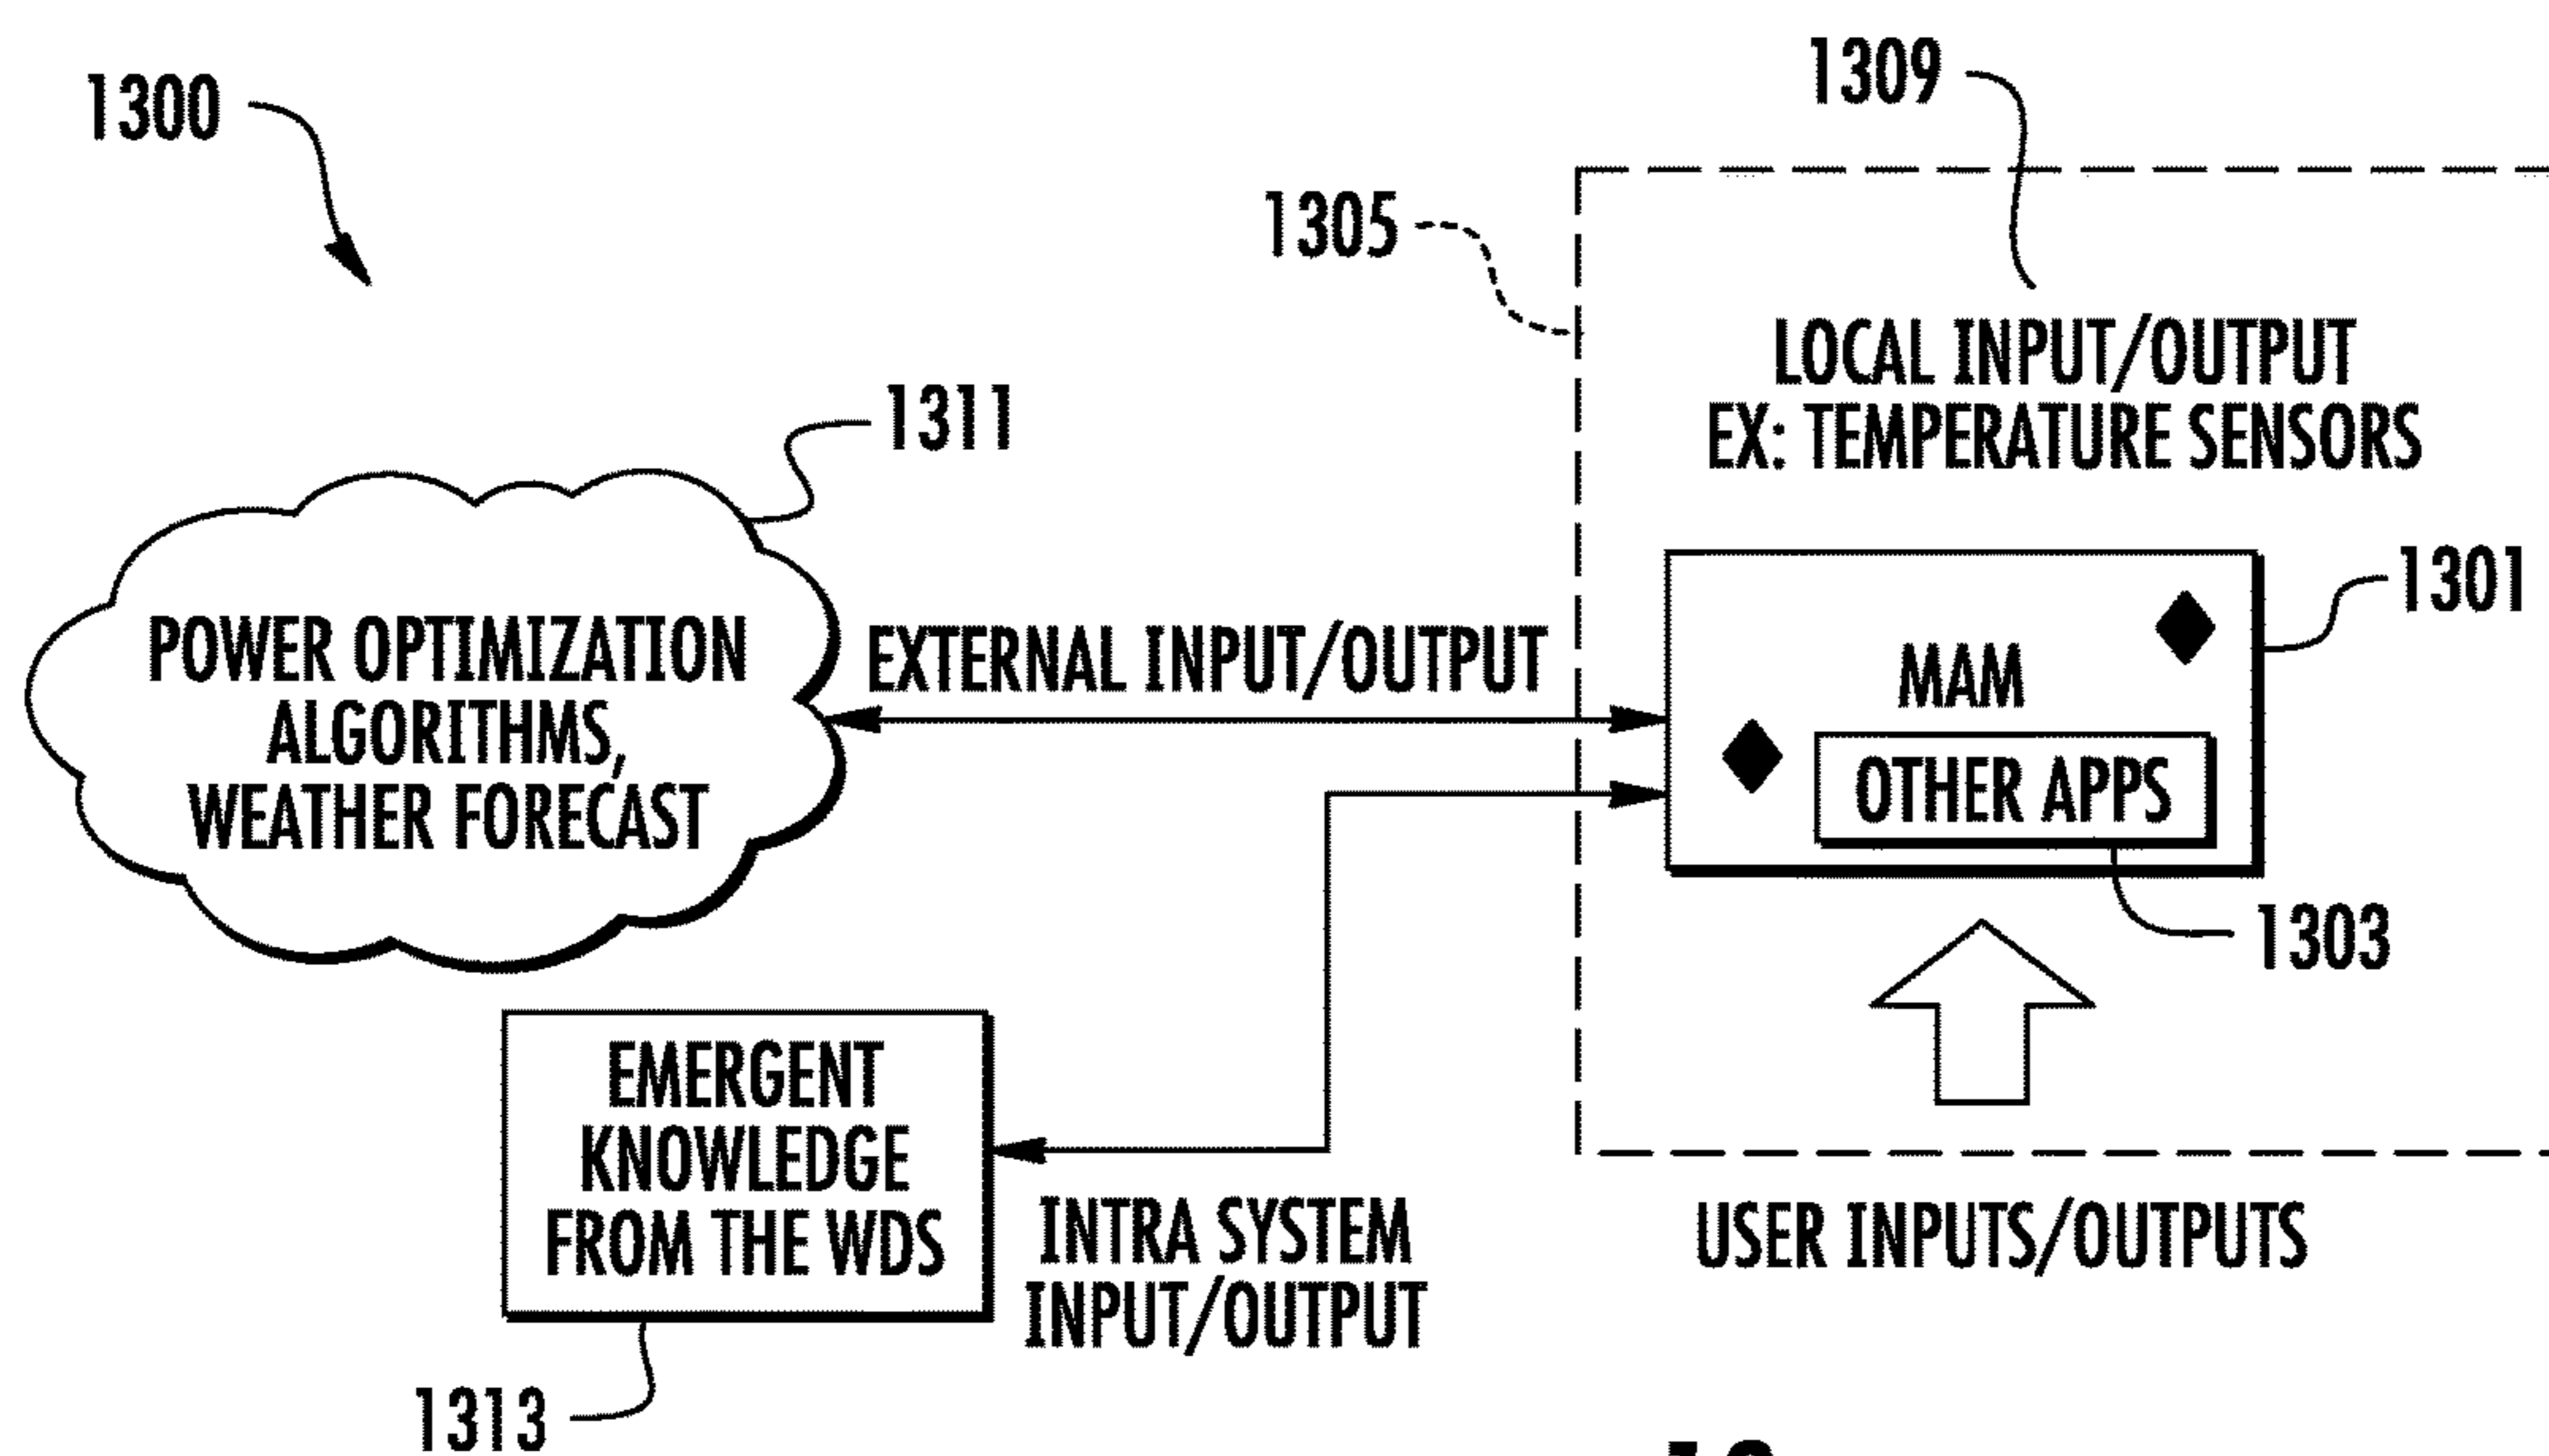 1300
1309
1305
LOCAL INPUT/OUTPUT
EX: TEMPERATURE SENSORS
1311
1301
POWER OPTIMIZATION
ALGORITHMS,
WEATHER FORECAST
EXTERNAL INPUT/OUTPUT
MAM
OTHER APPS
1303
EMERGENT
KNOWLEDGE
FROM THE WDS
INTRA SYSTEM
INPUT/OUTPUT
USER INPUTS/OUTPUTS
1313